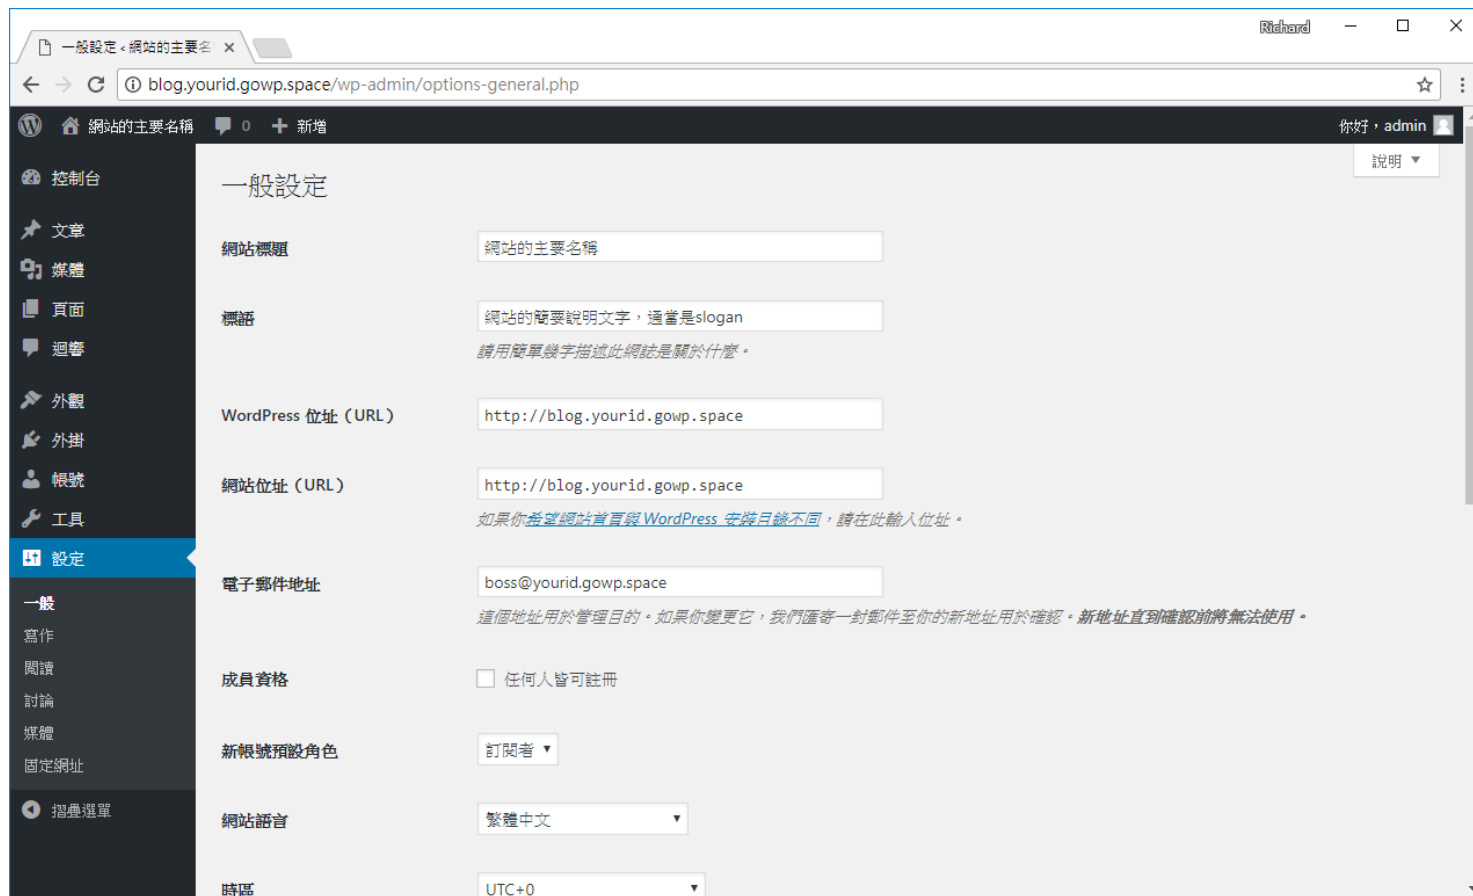 Richard
一般設定 ‹ 網站的主要名
blog.yourid.gowp.space/wp-admin/options-general.php
網站的主要名稱 0 新增 你好，admin
說明
控制台
文章
媒體
頁面
迴響
外觀
外掛
帳號
工具
設定
一般
寫作
閱讀
討論
媒體
固定網址
摺疊選單
一般設定
網站標題 網站的主要名稱
標語 網站的簡要說明文字，通當是slogan
請用簡單幾字描述此網誌是關於什麼。
WordPress 位址（URL） http://blog.yourid.gowp.space
網站位址（URL） http://blog.yourid.gowp.space
如果你希望網站首頁與 WordPress 安裝目錄不同，請在此輸入位址。
電子郵件地址 boss@yourid.gowp.space
這個地址用於管理目的。如果你變更它，我們匯寄一封郵件至你的新地址用於確認。新地址直到確認前將無法使用。
成員資格 任何人皆可註冊
新帳號預設角色 訂閱者
網站語言 繁體中文
時區 UTC+0